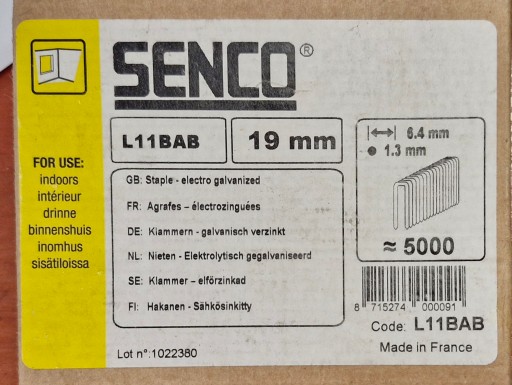 SENCO®
L11BAB
19 mm
6.4 mm
1.3 mm
≈ 5000
FOR USE:
indoors
intérieur
drinne
binnenshuis
inomhus
sisätiloissa
GB: Staple - electro galvanized
FR: Agrafes – électrozinguées
DE: Klammern - galvanisch verzinkt
NL: Nieten - Elektrolytisch gegalvaniseerd
SE: Klammer – elförzinkad
FI: Hakanen - Sähkösinkitty
8 715274 000091
Code: L11BAB
Made in France
Lot n°:1022380